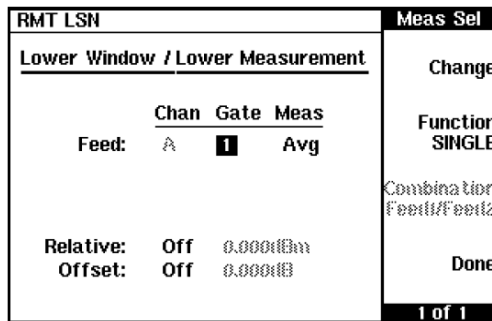 RMT LSN
Meas Sel
Lower Window / Lower Measurement
Chan Gate Meas
Feed: A 1 Avg
Relative: Off 0.000dBm
Offset: Off 0.000dB
Change
Function
SINGLE
Combination
Feed1/Feed2
Done
1 of 1